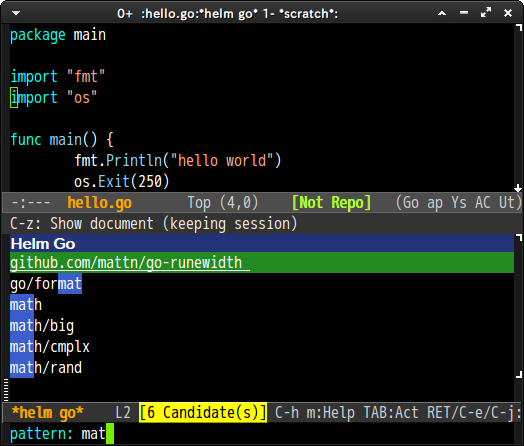 0+ :hello.go:*helm go* 1- *scratch*:
package main
import "fmt"
import "os"
func main() {
fmt.Println("hello world")
os.Exit(250)
-:--- hello.go Top (4,0) [Not Repo] (Go ap Ys AC Ut)
C-z: Show document (keeping session)
Helm Go
github.com/mattn/go-runewidth
go/format
math
math/big
math/cmplx
math/rand
*helm go* L2 [6 Candidate(s)] C-h m:Help TAB:Act RET/C-e/C-j:
pattern: mat